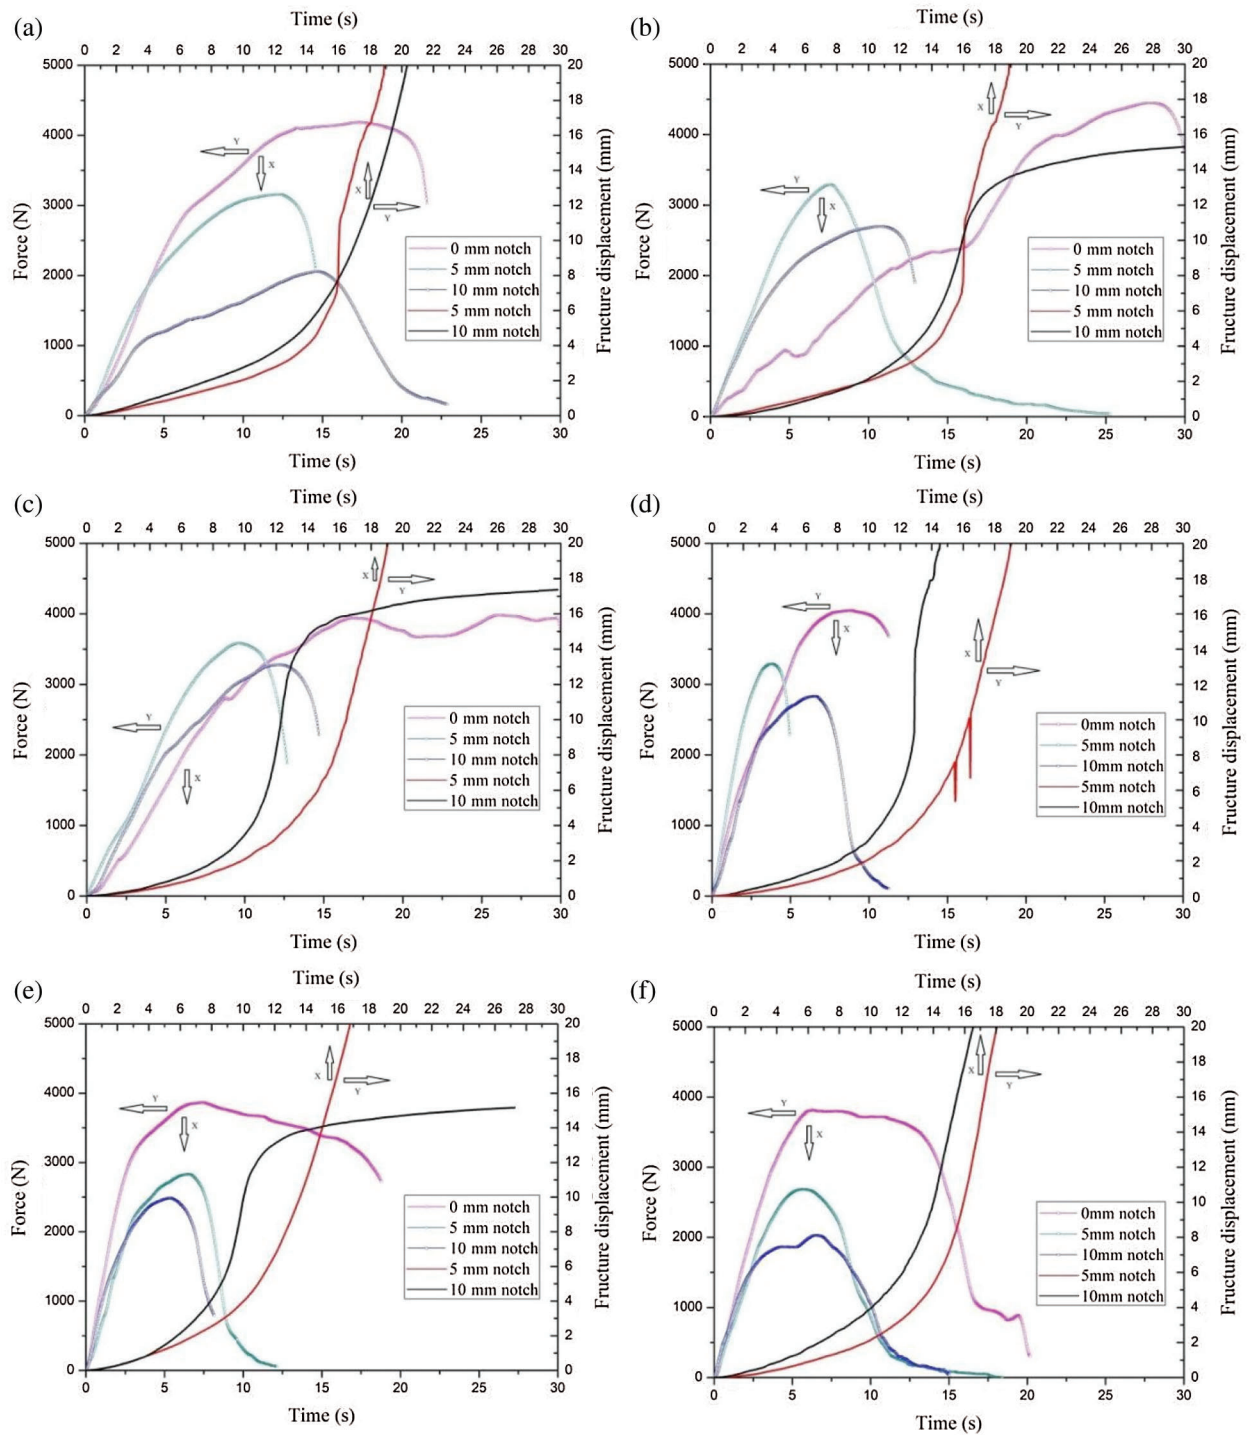 (a)
Time (s)
0 2 4 6 8 10 12 14 16 18 20 22 24 26 28 30
5000 4000 3000 2000 1000 0
Force (N)
Y
X
X
Y
0 mm notch
5 mm notch
10 mm notch
5 mm notch
10 mm notch
20 18 16 14 12 10 8 6 4 2 0
Fructure displacement (mm)
0 5 10 15 20 25 30
Time (s)
(b)
Time (s)
0 2 4 6 8 10 12 14 16 18 20 22 24 26 28 30
5000 4000 3000 2000 1000 0
Force (N)
Y
X
X
Y
0 mm notch
5 mm notch
10 mm notch
5 mm notch
10 mm notch
20 18 16 14 12 10 8 6 4 2 0
Fructure displacement (mm)
0 5 10 15 20 25 30
Time (s)
(c)
Time (s)
0 2 4 6 8 10 12 14 16 18 20 22 24 26 28 30
5000 4000 3000 2000 1000 0
Force (N)
Y
X
X
Y
0 mm notch
5 mm notch
10 mm notch
5 mm notch
10 mm notch
20 18 16 14 12 10 8 6 4 2 0
Fructure displacement (mm)
0 5 10 15 20 25 30
Time (s)
(d)
Time (s)
0 2 4 6 8 10 12 14 16 18 20 22 24 26 28 30
5000 4000 3000 2000 1000 0
Force (N)
Y
X
X
Y
0mm notch
5mm notch
10mm notch
5mm notch
10mm notch
20 18 16 14 12 10 8 6 4 2 0
Fructure displacement (mm)
0 5 10 15 20 25 30
Time (s)
(e)
Time (s)
0 2 4 6 8 10 12 14 16 18 20 22 24 26 28 30
5000 4000 3000 2000 1000 0
Force (N)
Y
X
X
Y
0 mm notch
5 mm notch
10 mm notch
5 mm notch
10 mm notch
20 18 16 14 12 10 8 6 4 2 0
Fructure displacement (mm)
0 5 10 15 20 25 30
Time (s)
(f)
Time (s)
0 2 4 6 8 10 12 14 16 18 20 22 24 26 28 30
5000 4000 3000 2000 1000 0
Force (N)
Y
X
X
Y
0mm notch
5mm notch
10mm notch
5mm notch
10mm notch
20 18 16 14 12 10 8 6 4 2 0
Fructure displacement (mm)
0 5 10 15 20 25 30
Time (s)